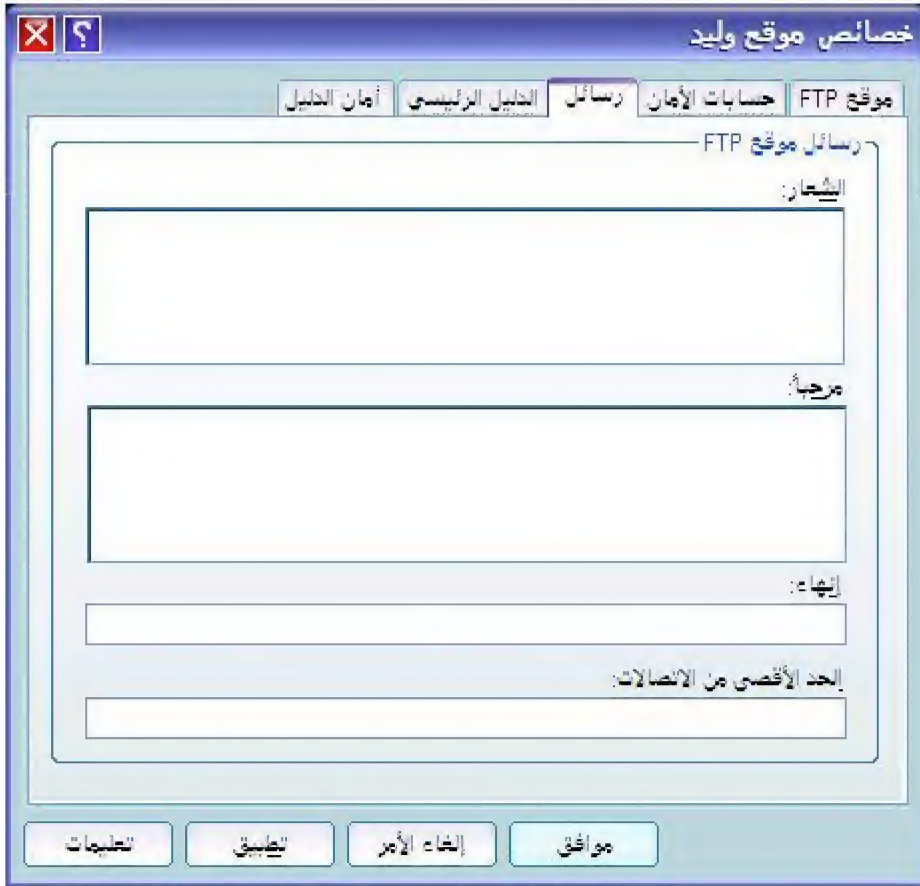 خصائص موقع وليد
موقع FTP حسابات الأمان رسائل الدليل الرئيسي أمان الدليل
رسائل موقع FTP
الشعار:
مرحباً:
إنهاء:
الحد الأقصى من الاتصالات:
موافق إلغاء الأمر تطبيق تعليمات